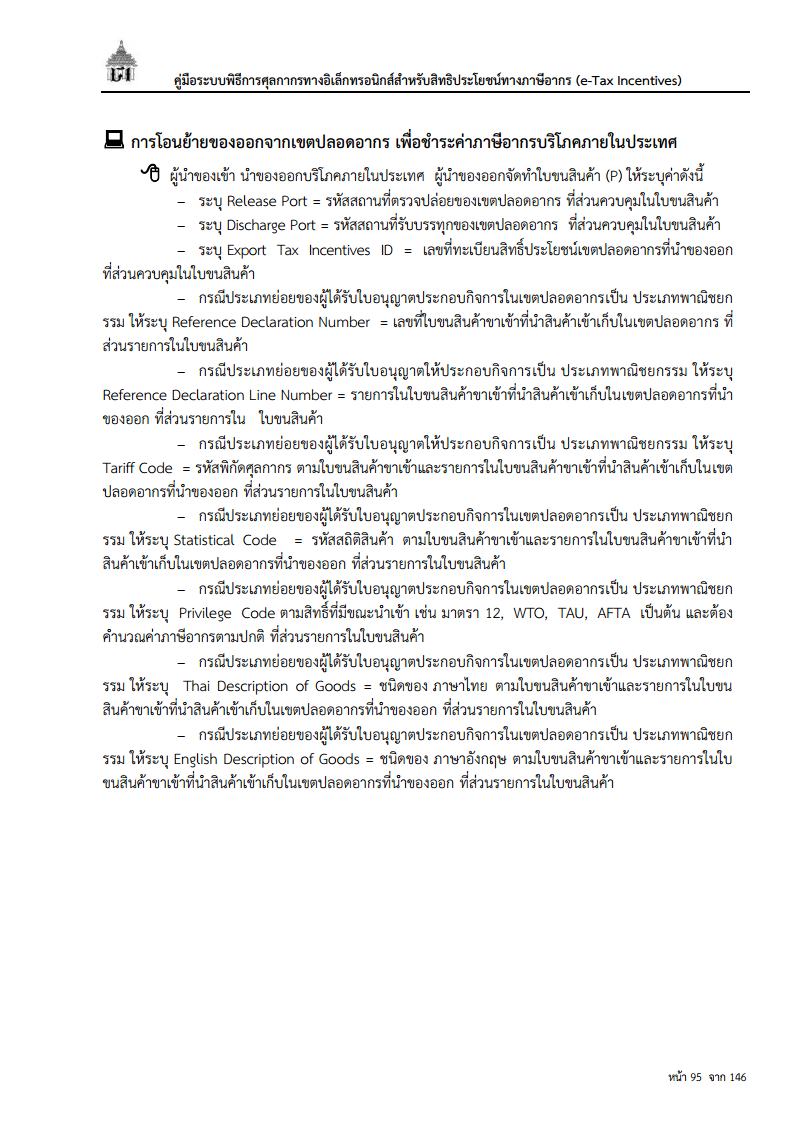 คู่มือระบบพิธีการศุลกากรทางอิเล็กทรอนิกส์สำหรับสิทธิประโยชน์ทางภาษีอากร (e-Tax Incentives)
การโอนย้ายของออกจากเขตปลอดอากร เพื่อชำระค่าภาษีอากรบริโภคภายในประเทศ
ผู้นำของเข้า นำของออกบริโภคภายในประเทศ ผู้นำของออกจัดทำใบขนสินค้า (P) ให้ระบุค่าดังนี้
– ระบุ Release Port = รหัสสถานที่ตรวจปล่อยของเขตปลอดอากร ที่ส่วนควบคุมในใบขนสินค้า
– ระบุ Discharge Port = รหัสสถานที่รับบรรทุกของเขตปลอดอากร ที่ส่วนควบคุมในใบขนสินค้า
– ระบุ Export Tax Incentives ID = เลขที่ทะเบียนสิทธิ์ประโยชน์เขตปลอดอากรที่นำของออก
ที่ส่วนควบคุมในใบขนสินค้า
– กรณีประเภทย่อยของผู้ได้รับใบอนุญาตประกอบกิจการในเขตปลอดอากรเป็น ประเภทพาณิชยก
รรม ให้ระบุ Reference Declaration Number = เลขที่ใบขนสินค้าขาเข้าที่นำสินค้าเข้าเก็บในเขตปลอดอากร ที่
ส่วนรายการในใบขนสินค้า
– กรณีประเภทย่อยของผู้ได้รับใบอนุญาตให้ประกอบกิจการเป็น ประเภทพาณิชยกรรม ให้ระบุ
Reference Declaration Line Number = รายการในใบขนสินค้าขาเข้าที่นำสินค้าเข้าเก็บในเขตปลอดอากรที่นำ
ของออก ที่ส่วนรายการใน ใบขนสินค้า
– กรณีประเภทย่อยของผู้ได้รับใบอนุญาตให้ประกอบกิจการเป็น ประเภทพาณิชยกรรม ให้ระบุ
Tariff Code = รหัสพิกัดศุลกากร ตามใบขนสินค้าขาเข้าและรายการในใบขนสินค้าขาเข้าที่นำสินค้าเข้าเก็บในเขต
ปลอดอากรที่นำของออก ที่ส่วนรายการในใบขนสินค้า
– กรณีประเภทย่อยของผู้ได้รับใบอนุญาตประกอบกิจการในเขตปลอดอากรเป็น ประเภทพาณิชยก
รรม ให้ระบุ Statistical Code = รหัสสถิติสินค้า ตามใบขนสินค้าขาเข้าและรายการในใบขนสินค้าขาเข้าที่นำ
สินค้าเข้าเก็บในเขตปลอดอากรที่นำของออก ที่ส่วนรายการในใบขนสินค้า
– กรณีประเภทย่อยของผู้ได้รับใบอนุญาตประกอบกิจการในเขตปลอดอากรเป็น ประเภทพาณิชยก
รรม ให้ระบุ Privilege Code ตามสิทธิ์ที่มีขณะนำเข้า เช่น มาตรา 12, WTO, TAU, AFTA เป็นต้น และต้อง
คำนวณค่าภาษีอากรตามปกติ ที่ส่วนรายการในใบขนสินค้า
– กรณีประเภทย่อยของผู้ได้รับใบอนุญาตประกอบกิจการในเขตปลอดอากรเป็น ประเภทพาณิชยก
รรม ให้ระบุ Thai Description of Goods = ชนิดของ ภาษาไทย ตามใบขนสินค้าขาเข้าและรายการในใบขน
สินค้าขาเข้าที่นำสินค้าเข้าเก็บในเขตปลอดอากรที่นำของออก ที่ส่วนรายการในใบขนสินค้า
– กรณีประเภทย่อยของผู้ได้รับใบอนุญาตประกอบกิจการในเขตปลอดอากรเป็น ประเภทพาณิชยก
รรม ให้ระบุ English Description of Goods = ชนิดของ ภาษาอังกฤษ ตามใบขนสินค้าขาเข้าและรายการในใบ
ขนสินค้าขาเข้าที่นำสินค้าเข้าเก็บในเขตปลอดอากรที่นำของออก ที่ส่วนรายการในใบขนสินค้า
หน้า 95 จาก 146